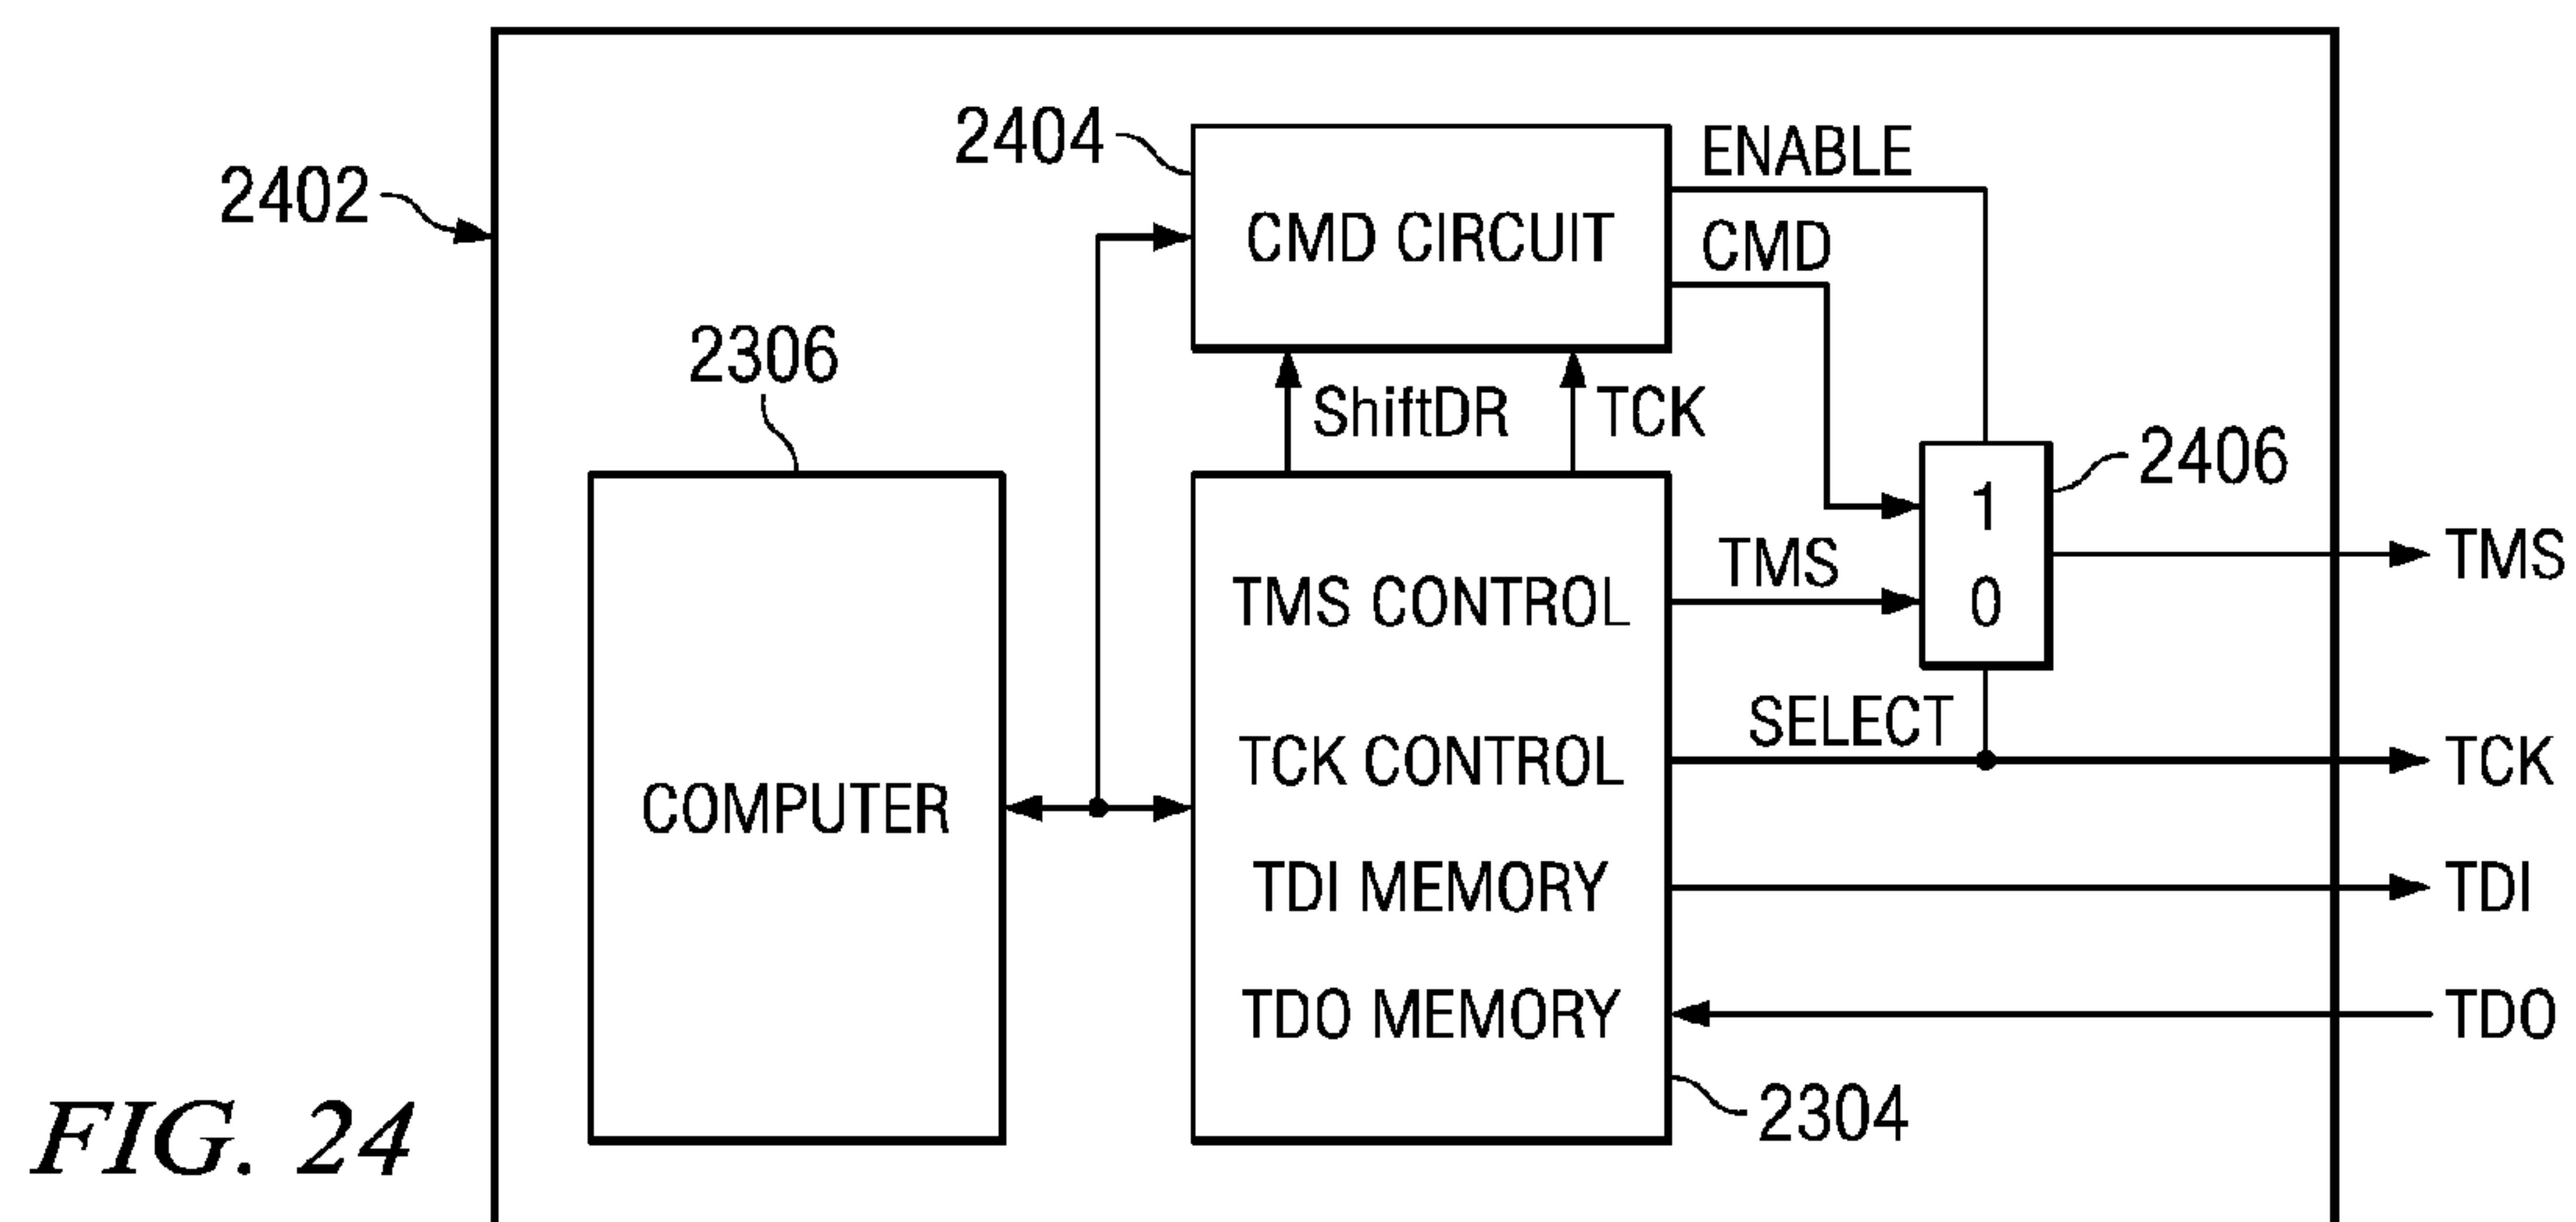 2404
ENABLE
2402
CMD CIRCUIT
CMD
2306
ShiftDR
TCK
2406
1
TMS
TMS CONTROL
TMS
0
SELECT
TCK CONTROL
TCK
COMPUTER
TDI MEMORY
TDI
TDO MEMORY
TDO
2304
FIG. 24